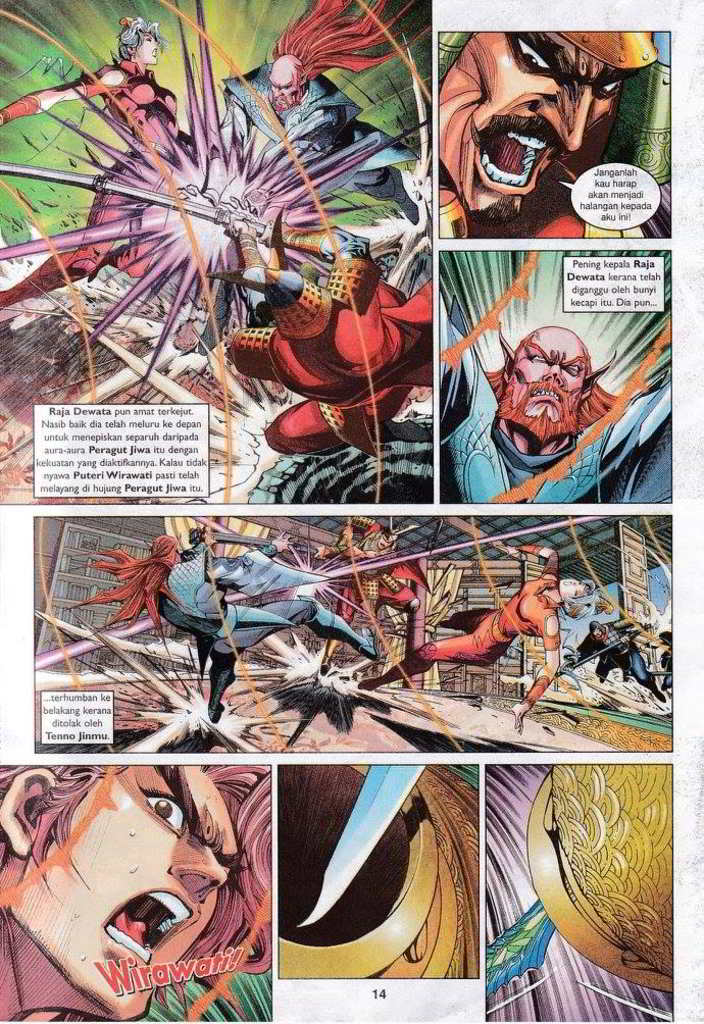 Janganlah
kau harap
akan menjadi
halangan kepada
aku ini!
Pening kepala Raja
Dewata kerana telah
diganggu oleh bunyi
kecapi itu. Dia pun...
Raja Dewata pun amat terkejut.
Nasib baik dia telah meluru ke depan
untuk menepiskan separuh daripada
aura-aura Peragut Jiwa itu dengan
kekuatan yang diaktifkannya. Kalau tidak
nyawa Puteri Wirawati pasti telah
melayang di hujung Peragut Jiwa itu.
...terhumban ke
belakang kerana
ditolak oleh
Tenno Jinmu.
Wirawati!
14